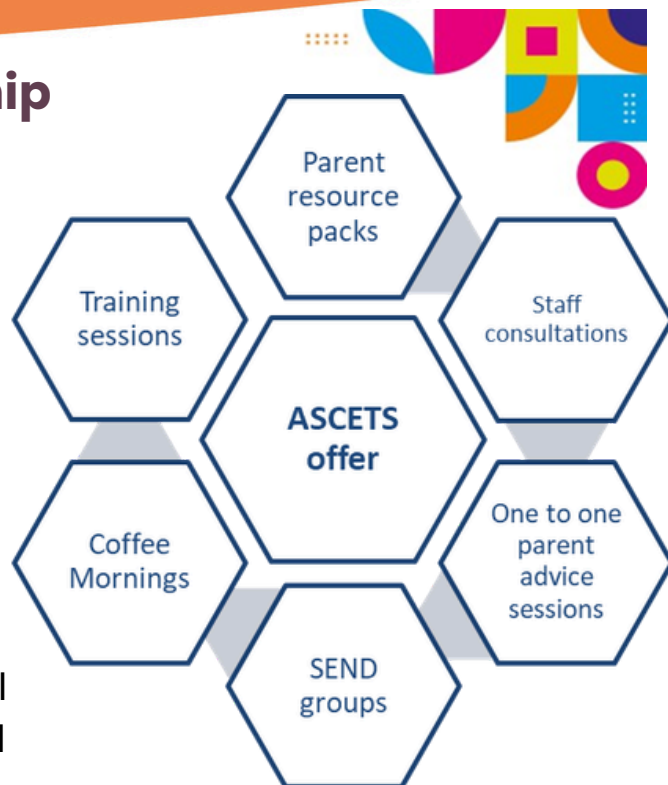 ip
Parent
resource
packs
Training
sessions
Staff
consultations
ASCETS
offer
Coffee
Mornings
One to one
parent
advice
sessions
SEND
groups